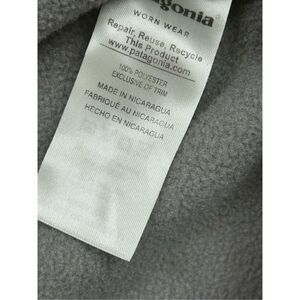 patagonia
WORN WEAR
Repair, Reuse, Recycle
This Product
www.patagonia.com
100% POLYESTER
EXCLUSIVE OF TRIM
MADE IN NICARAGUA
FABRIQUÉ AU NICARAGUA
HECHO EN NICARAGUA